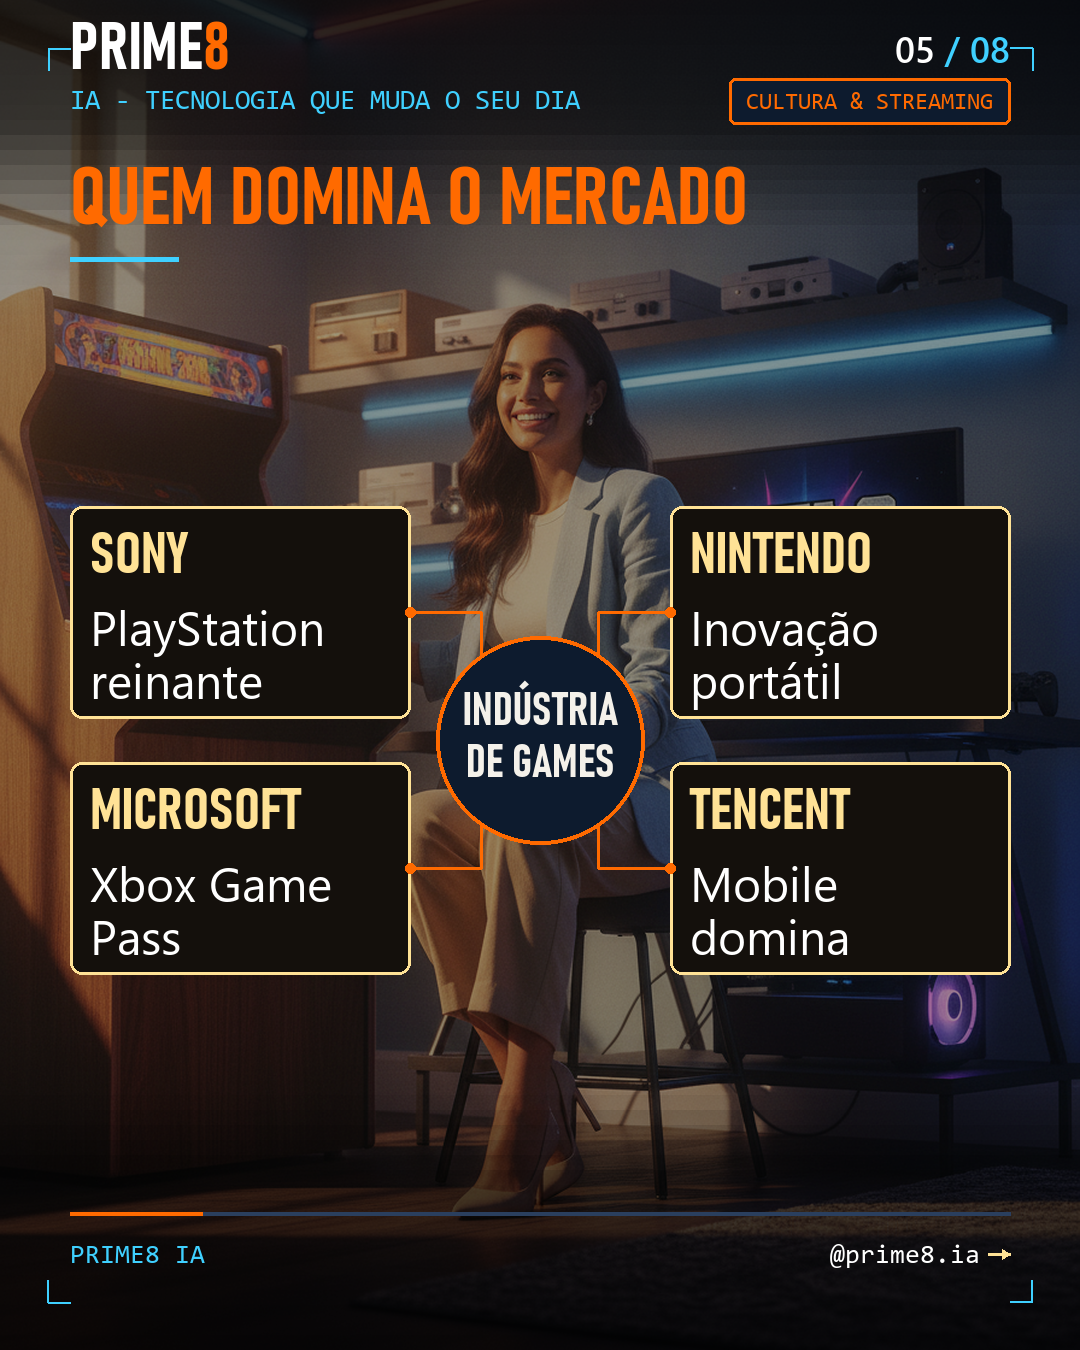 PRIME8
05 / 08
IA - TECNOLOGIA QUE MUDA O SEU DIA
CULTURA & STREAMING
QUEM DOMINA O MERCADO
SONY
PlayStation
reinante
NINTENDO
Inovação
portátil
INDÚSTRIA
DE GAMES
MICROSOFT
Xbox Game
Pass
TENCENT
Mobile
domina
PRIME8 IA
@prime8.ia